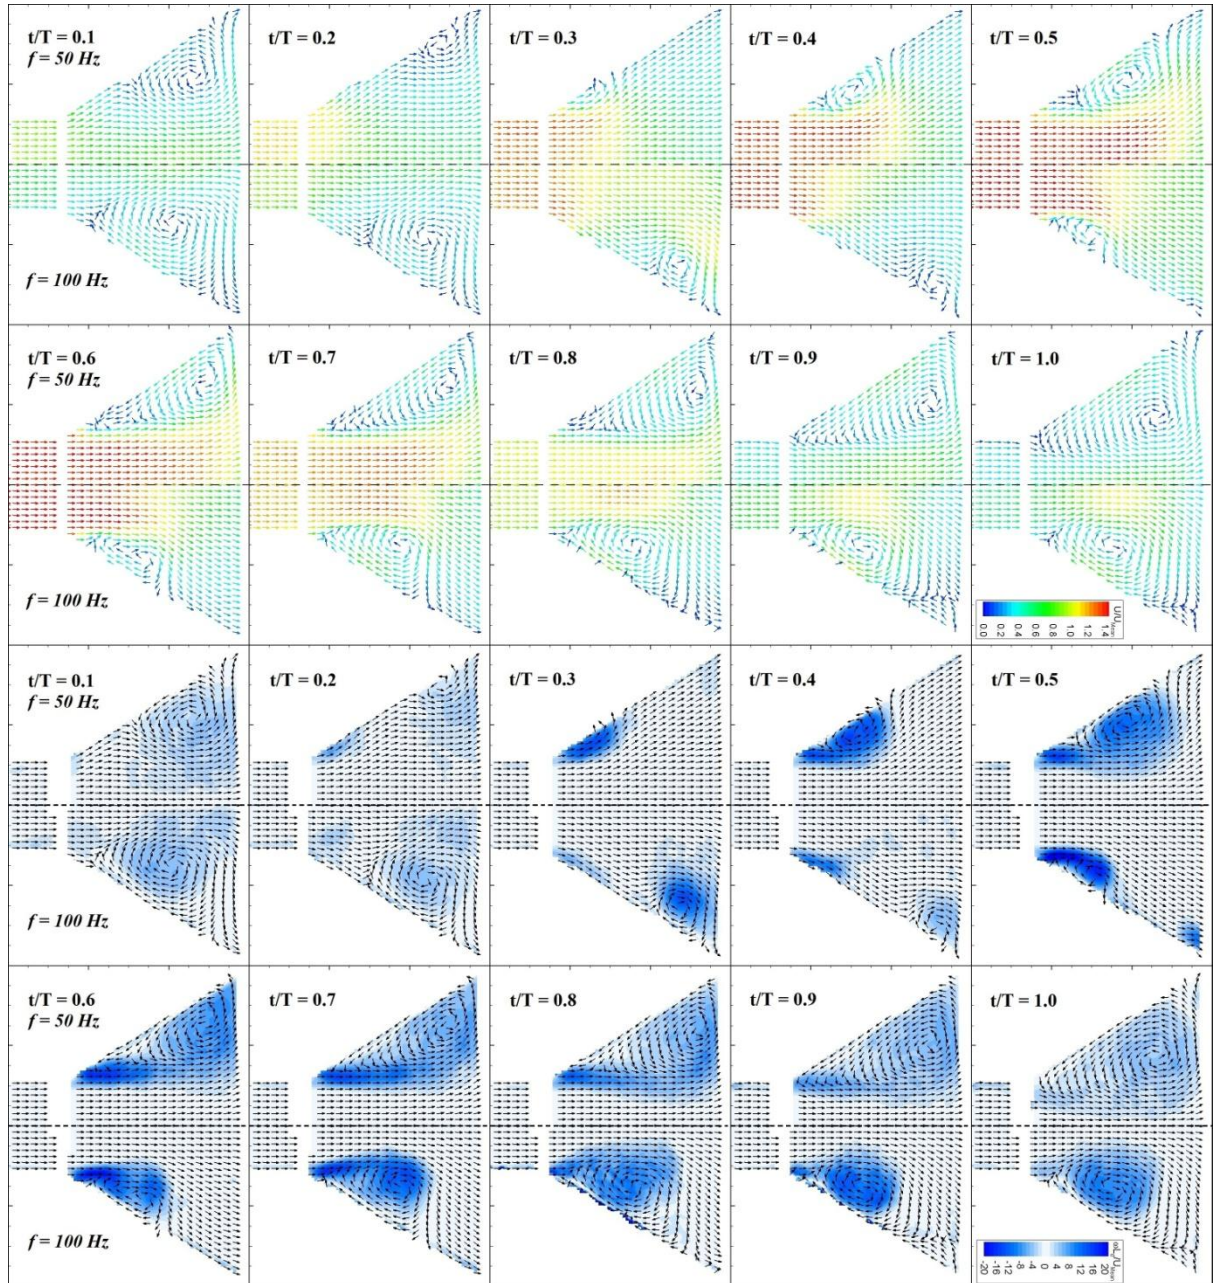 t/T = 0.1
f = 50 Hz
t/T = 0.2
t/T = 0.3
t/T = 0.4
t/T = 0.5
f = 100 Hz
t/T = 0.6
f = 50 Hz
t/T = 0.7
t/T = 0.8
t/T = 0.9
t/T = 1.0
f = 100 Hz
U/U Mean
0.0 0.2 0.4 0.6 0.8 1.0 1.2 1.4
t/T = 0.1
f = 50 Hz
t/T = 0.2
t/T = 0.3
t/T = 0.4
t/T = 0.5
f = 100 Hz
t/T = 0.6
f = 50 Hz
t/T = 0.7
t/T = 0.8
t/T = 0.9
t/T = 1.0
f = 100 Hz
-20 -16 -12 -8 -4 0 4 8 12 16 20